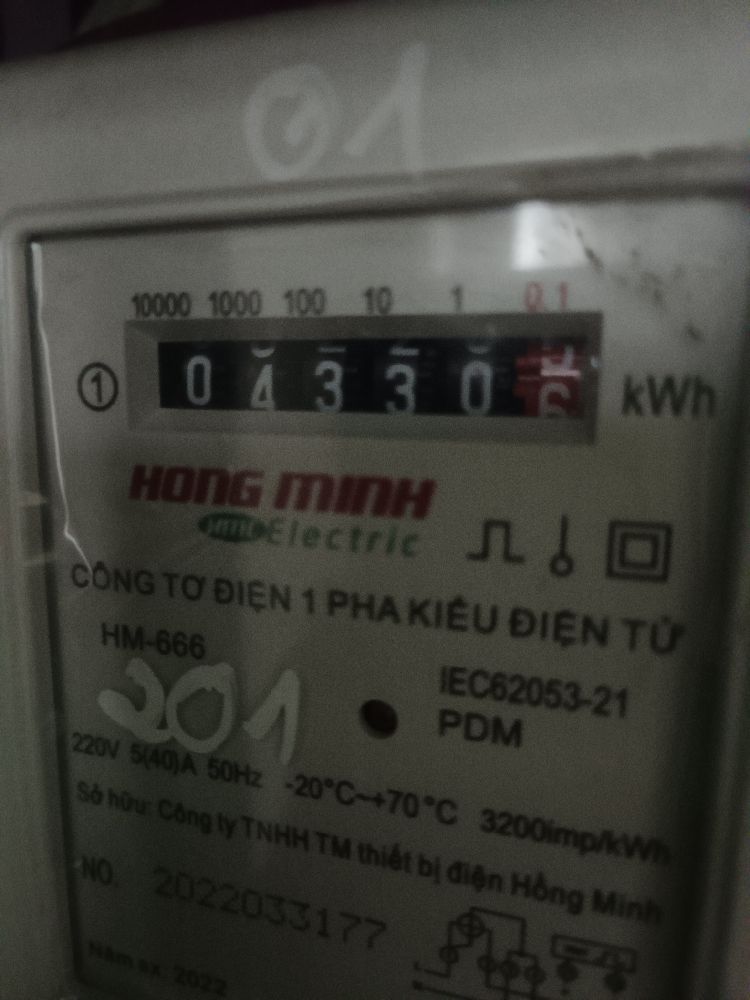 01
10000 1000 100 10 1 0.1
1 0 4 3 3 0 kWh
HONG MINH
HME Electric
CÔNG TƠ ĐIỆN 1 PHA KIỂU ĐIỆN TỬ
HM-666
IEC62053-21
201
PDM
220V 5(40)A 50Hz -20°C~+70°C 3200imp/kWh
Sở hữu: Công ty TNHH TM thiết bị điện Hồng Minh
NO. 2022033177
Năm sx: 2022